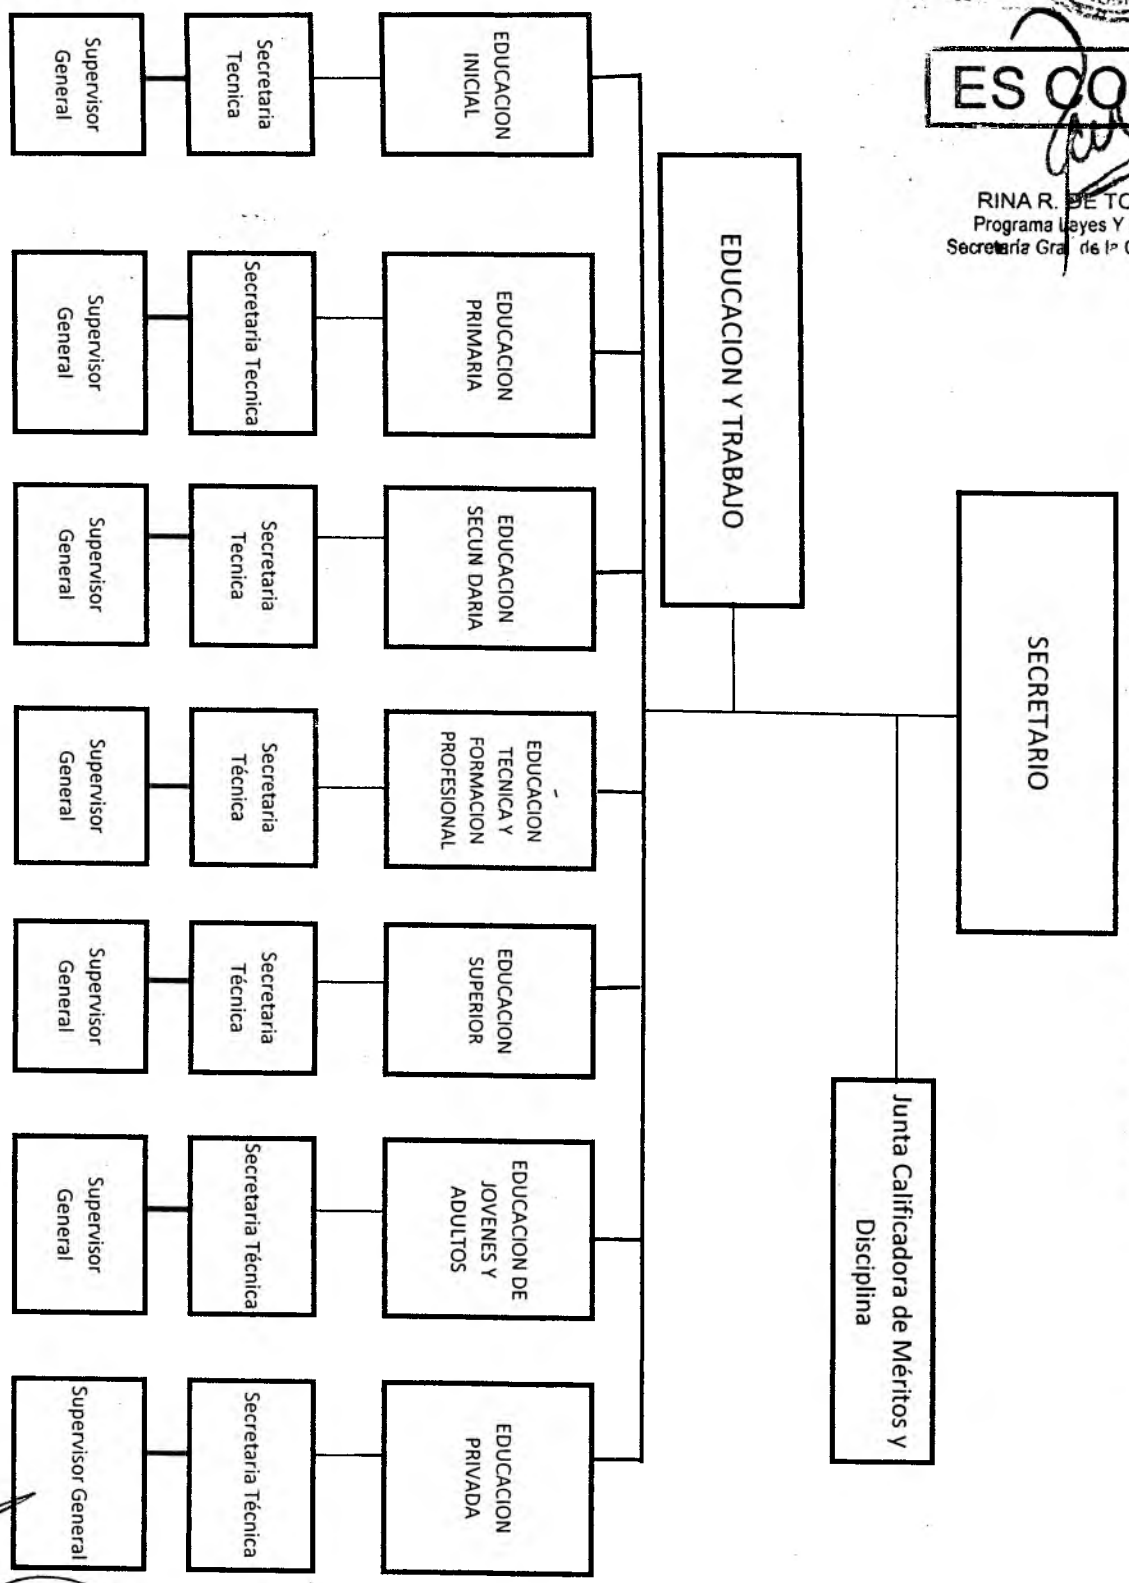 ES CO
RINA R. DE TO
Programa Leyes Y
Secretaría Gral de la
SECRETARIO
Junta Calificadora de Méritos y
Disciplina
EDUCACION Y TRABAJO
EDUCACION
INICIAL
EDUCACION
PRIMARIA
EDUCACION
SECUN DARIA
EDUCACION
TECNICA Y
FORMACION
PROFESIONAL
EDUCACION
SUPERIOR
EDUCACION DE
JOVENES Y
ADULTOS
EDUCACION
PRIVADA
Secretaria
Tecnica
Secretaria Tecnica
Secretaria
Tecnica
Secretaria
Técnica
Secretaria
Técnica
Secretaria Técnica
Secretaria Técnica
Supervisor
General
Supervisor
General
Supervisor
General
Supervisor
General
Supervisor
General
Supervisor
General
Supervisor General